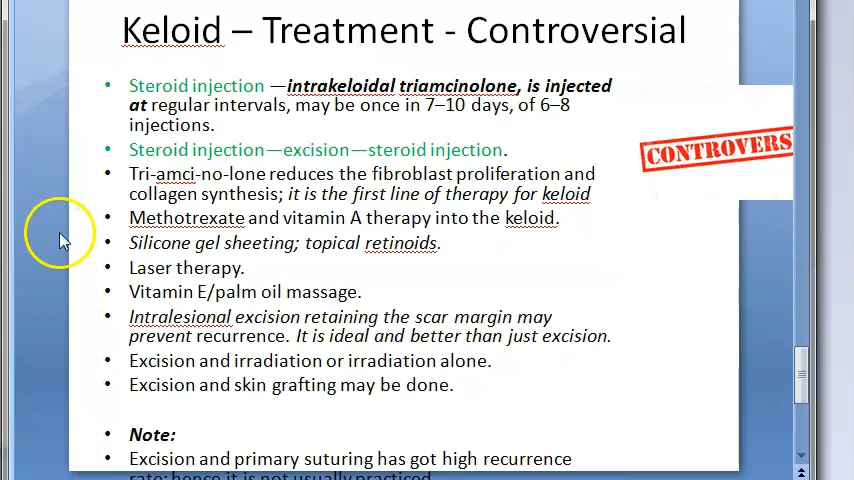 Keloid – Treatment - Controversial
• Steroid injection —intrakeloidal triamcinolone, is injected
at regular intervals, may be once in 7–10 days, of 6–8
injections.
• Steroid injection—excision—steroid injection.
CONTROVERS
• Tri-amci-no-lone reduces the fibroblast proliferation and
collagen synthesis; it is the first line of therapy for keloid
• Methotrexate and vitamin A therapy into the keloid.
• Silicone gel sheeting; topical retinoids.
• Laser therapy.
• Vitamin E/palm oil massage.
• Intralesional excision retaining the scar margin may
prevent recurrence. It is ideal and better than just excision.
• Excision and irradiation or irradiation alone.
• Excision and skin grafting may be done.
• Note:
• Excision and primary suturing has got high recurrence
rate; hence it is not usually practiced